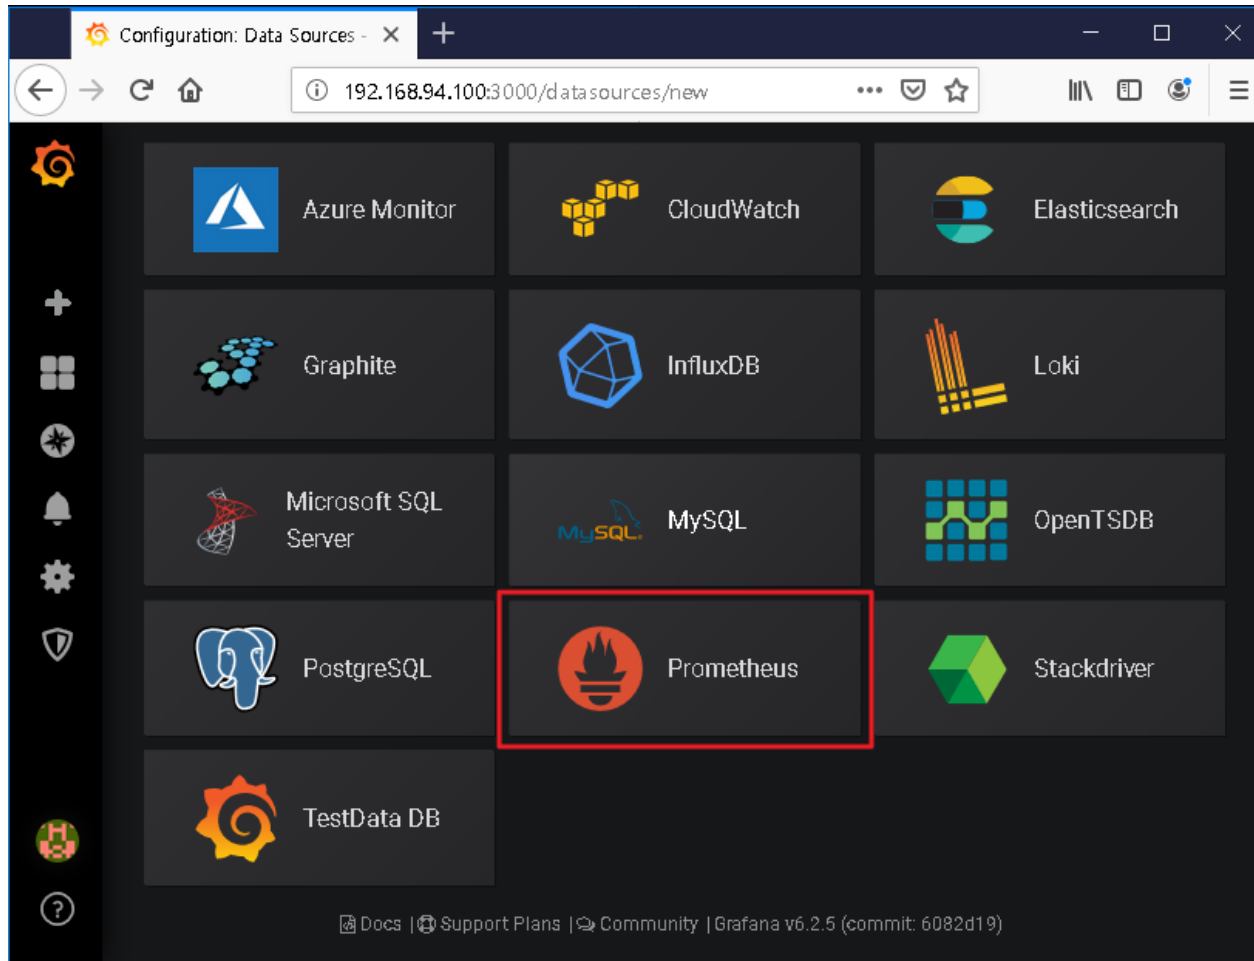 Configuration: Data Sources -
192.168.94.100:3000/datasources/new
Azure Monitor
CloudWatch
Elasticsearch
Graphite
InfluxDB
Loki
Microsoft SQL
Server
MySQL
MySQL
OpenTSDB
PostgreSQL
Prometheus
Stackdriver
TestData DB
Docs | Support Plans | Community | Grafana v6.2.5 (commit: 6082d19)